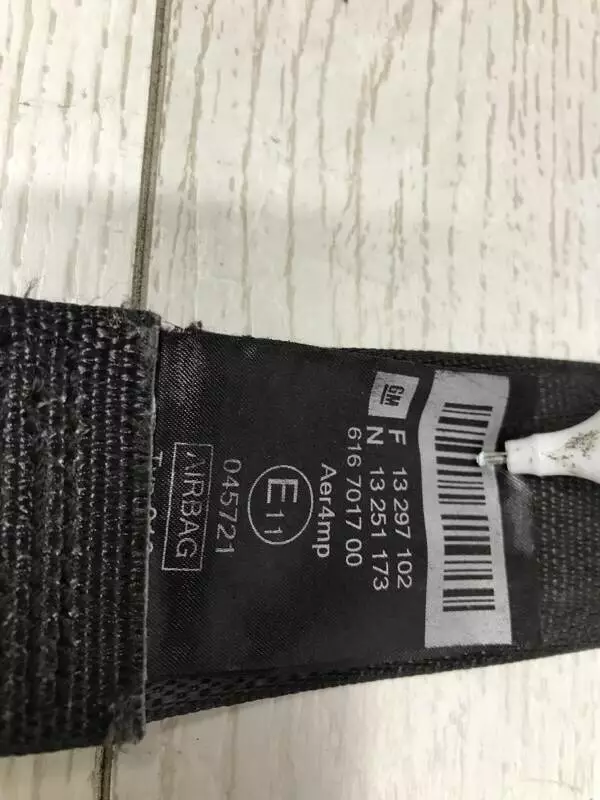 GM
F 13 297 102
N 13 251 173
616 7017 00
Aer4mp
E11
045721
AIRBAG